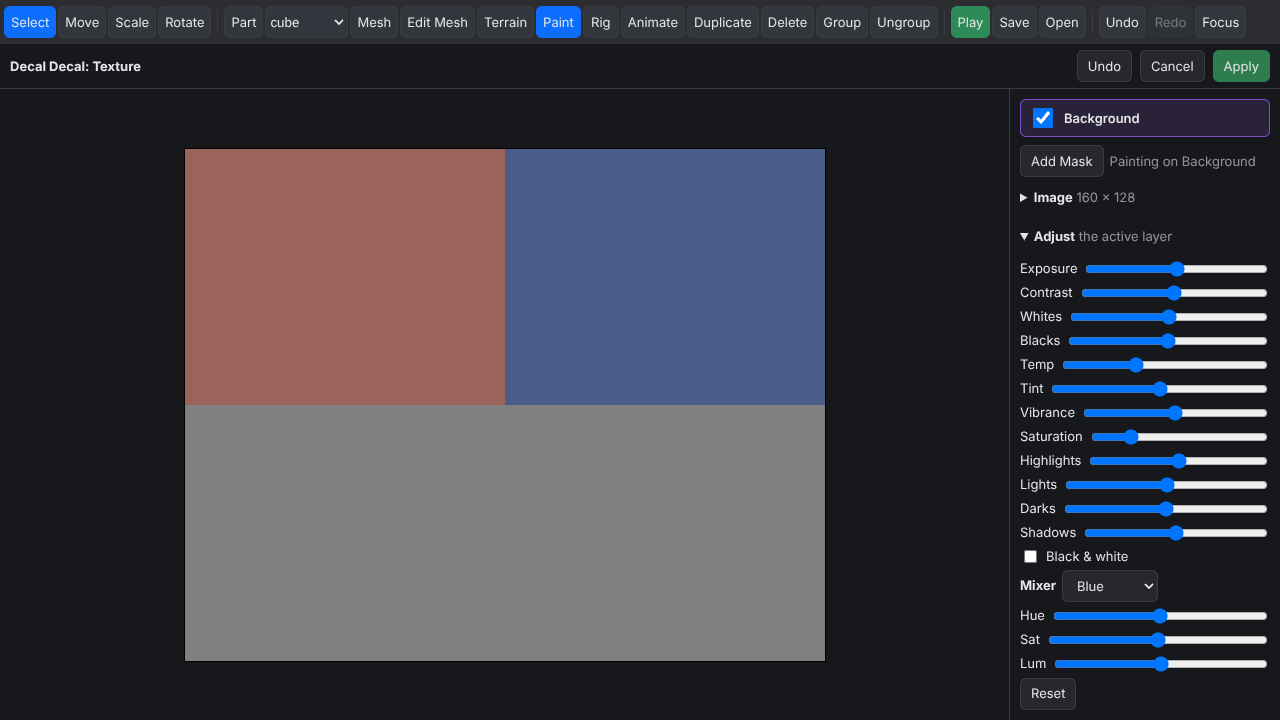 Select Move Scale Rotate Part cube Mesh Edit Mesh Terrain Paint Rig Animate Duplicate Delete Group Ungroup Play Save Open Undo Redo Focus
Decal Decal: Texture Undo Cancel Apply
Background
Add Mask Painting on Background
Image 160 × 128
Adjust the active layer
Exposure
Contrast
Whites
Blacks
Temp
Tint
Vibrance
Saturation
Highlights
Lights
Darks
Shadows
Black & white
Mixer Blue
Hue
Sat
Lum
Reset